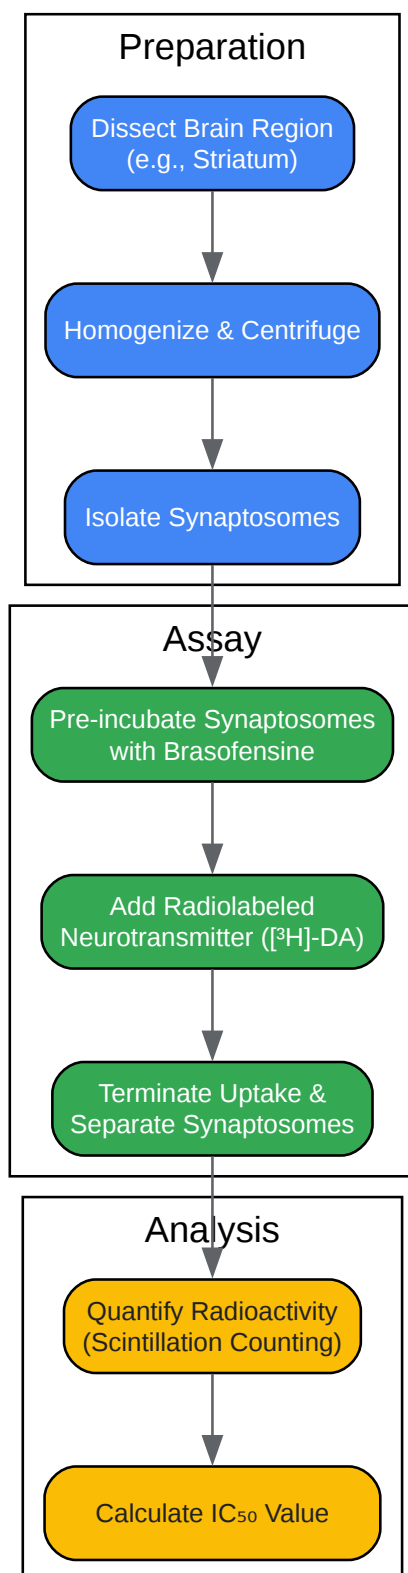 Preparation
Dissect Brain Region
(e.g., Striatum)
Homogenize & Centrifuge
Isolate Synaptosomes
Assay
Pre-incubate Synaptosomes
with Brasofensine
Add Radiolabeled
Neurotransmitter ([³H]-DA)
Terminate Uptake &
Separate Synaptosomes
Analysis
Quantify Radioactivity
(Scintillation Counting)
Calculate IC₅₀ Value